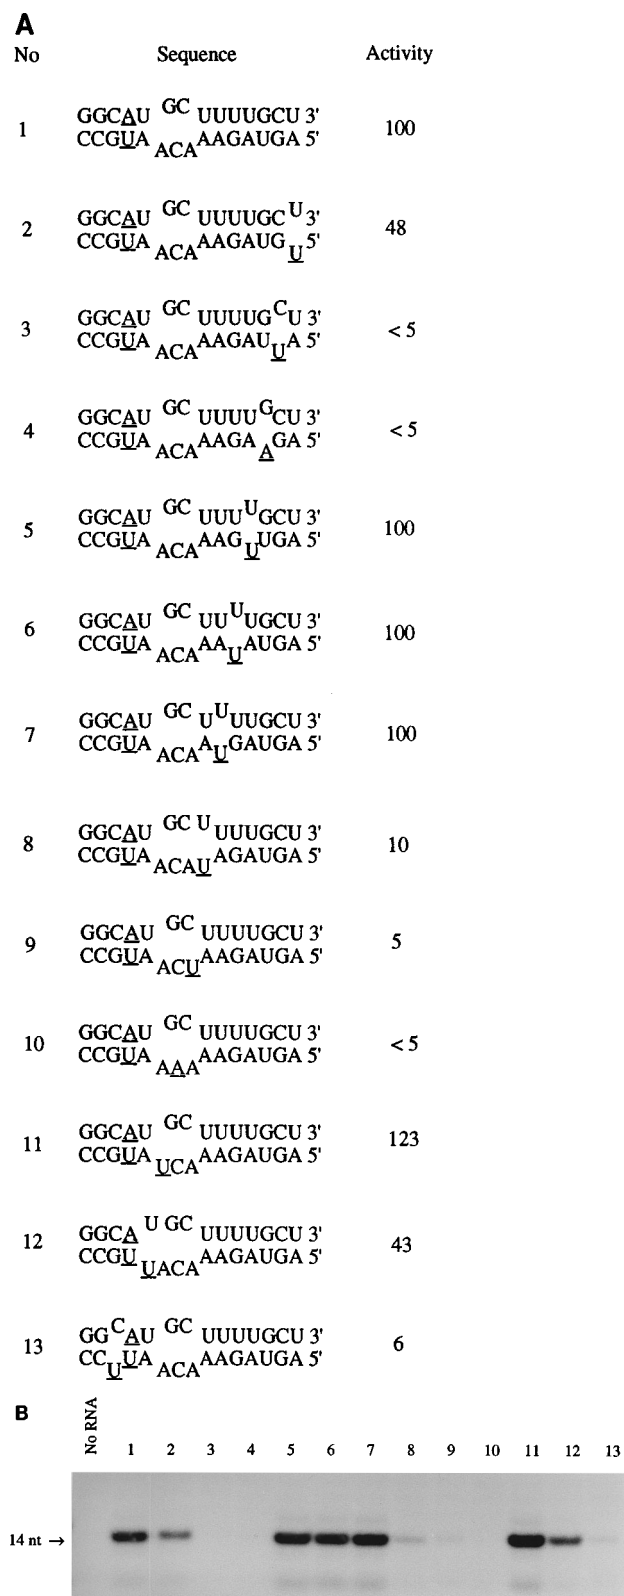 A
No Sequence Activity
1 GGCAU GC UUUUGCU 3' 100
CCGUA ACA AAGAUGA 5'
2 GGCAU GC UUUUGC U 3' 48
CCGUA ACA AAGAUG U 5'
3 GGCAU GC UUUUG C U 3' < 5
CCGUA ACA AAGAU U A 5'
4 GGCAU GC UUUU G CU 3' < 5
CCGUA ACA AAGA A GA 5'
5 GGCAU GC UUU U GCU 3' 100
CCGUA ACA AAG U UGA 5'
6 GGCAU GC UU U UGCU 3' 100
CCGUA ACA AA U AUGA 5'
7 GGCAU GC U U UUGCU 3' 100
CCGUA ACA A U GAUGA 5'
8 GGCAU GC U UUUGCU 3' 10
CCGUA ACAU AGAUGA 5'
9 GGCAU GC UUUUGCU 3' 5
CCGUA ACU AAGAUGA 5'
10 GGCAU GC UUUUGCU 3' < 5
CCGUA AAA AAGAUGA 5'
11 GGCAU GC UUUUGCU 3' 123
CCGUA UCA AAGAUGA 5'
12 GGCA U GC UUUUGCU 3' 43
CCGU UACA AAGAUGA 5'
13 GG C AU GC UUUUGCU 3' 6
CC U UA ACA AAGAUGA 5'
B
No RNA 1 2 3 4 5 6 7 8 9 10 11 12 13
14 nt →